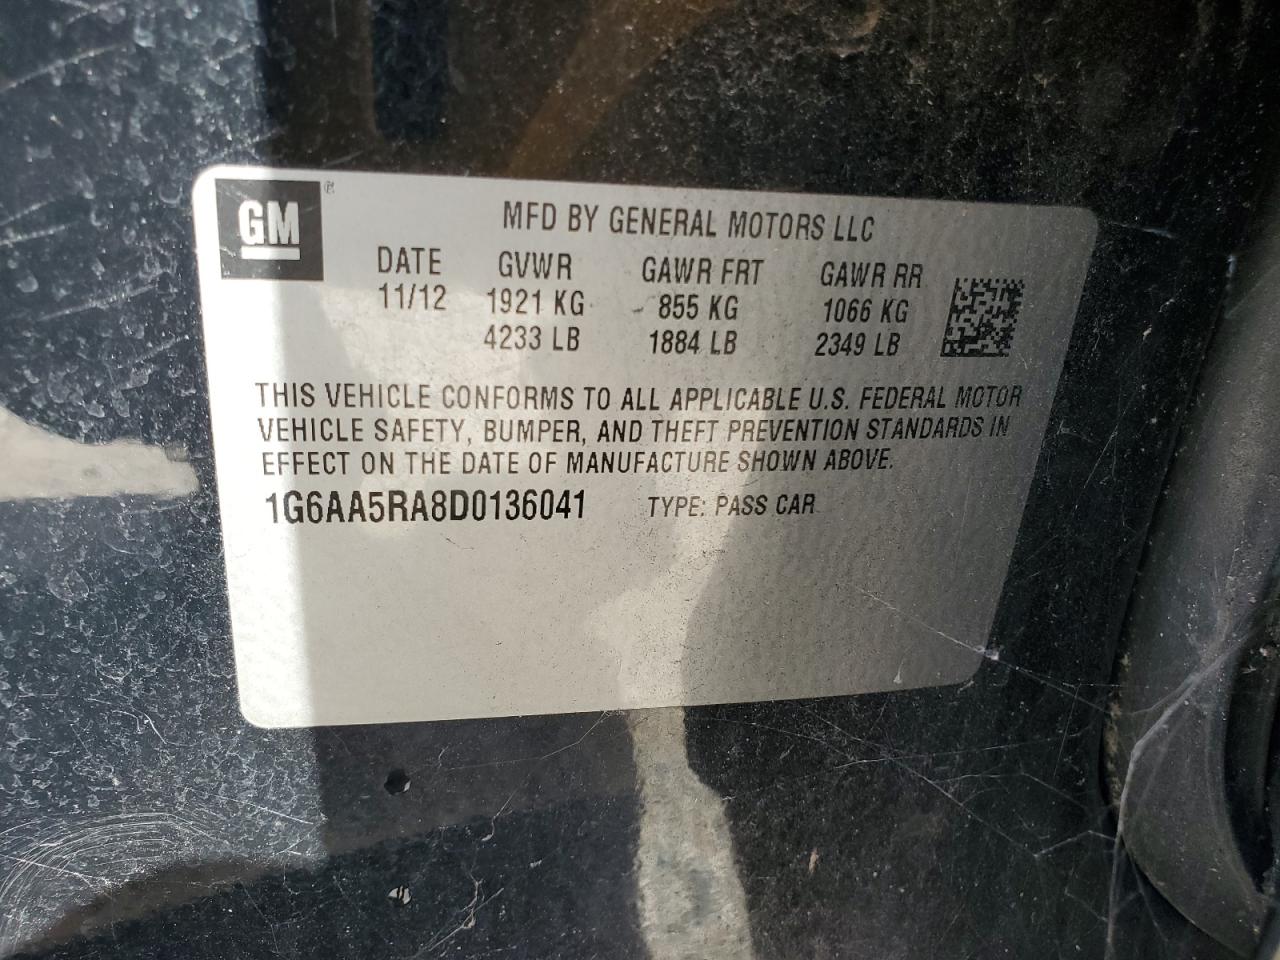 GM ®
MFD BY GENERAL MOTORS LLC
DATE GVWR GAWR FRT GAWR RR
11/12 1921 KG 855 KG 1066 KG
4233 LB 1884 LB 2349 LB
THIS VEHICLE CONFORMS TO ALL APPLICABLE U.S. FEDERAL MOTOR
VEHICLE SAFETY, BUMPER, AND THEFT PREVENTION STANDARDS IN
EFFECT ON THE DATE OF MANUFACTURE SHOWN ABOVE.
1G6AA5RA8D0136041 TYPE: PASS CAR